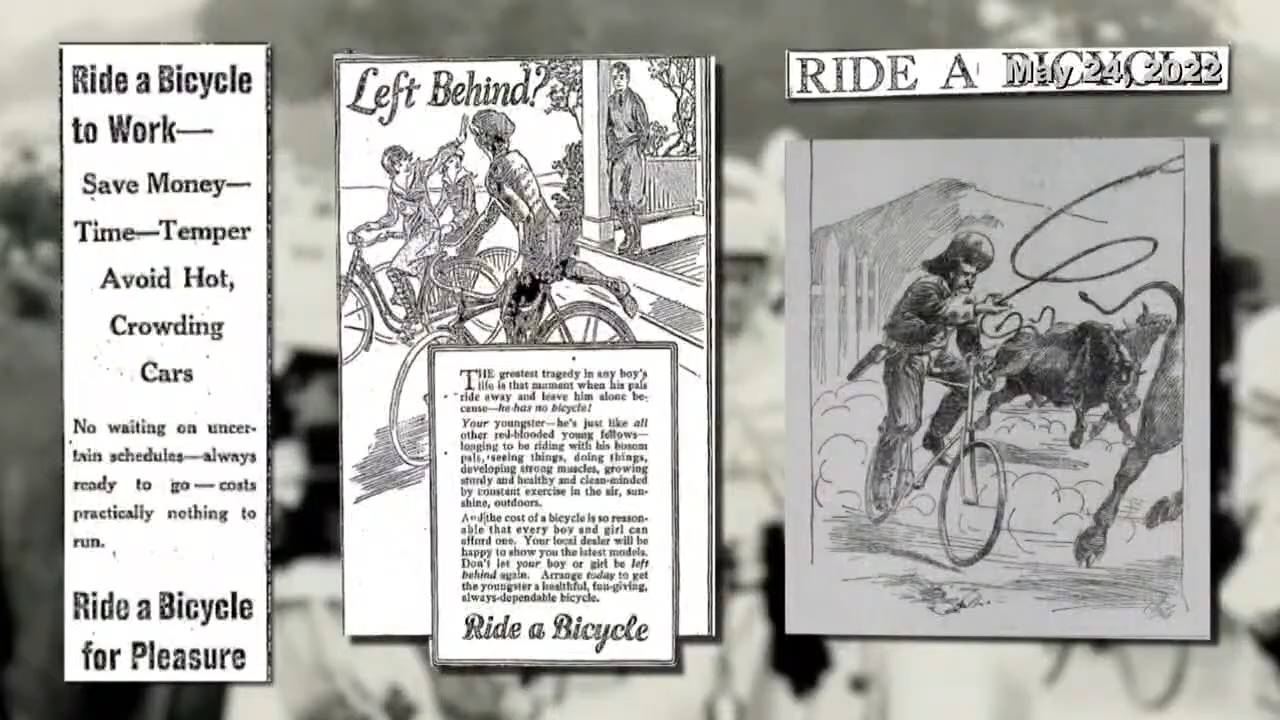 Ride a Bicycle
to Work—
Save Money—
Time—Temper
Avoid Hot,
Crowding
Cars
No waiting on uncer-
tain schedules—always
ready to go—costs
practically nothing to
run.
Ride a Bicycle
for Pleasure
Left Behind?
THE greatest tragedy in any boy's
life is that moment when his pals
ride away and leave him alone be-
cause—he has no bicycle!
Your youngster—he's just like all
other red-blooded young fellows—
longing to be riding with his bosom
pals, seeing things, doing things,
developing strong muscles, growing
sturdy and healthy and clean-minded
by constant exercise in the air, sun-
shine, outdoors.
And the cost of a bicycle is so reason-
able that every boy and girl can
afford one. Your local dealer will be
happy to show you the latest models.
Don't let your boy or girl be left
behind again. Arrange today to get
the youngster a healthful, fun-giving,
always-dependable bicycle.
Ride a Bicycle
RIDE A BICYCLE
May 24, 2022